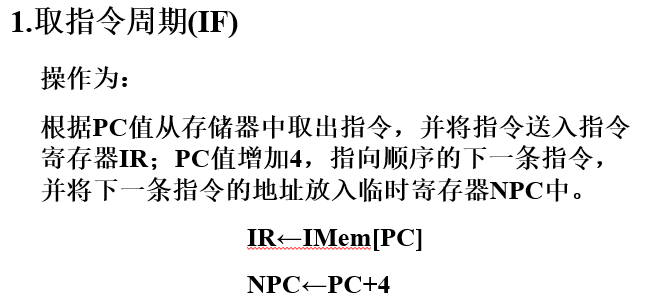 1.取指令周期(IF)
操作为：
根据PC值从存储器中取出指令，并将指令送入指令
寄存器IR；PC值增加4，指向顺序的下一条指令，
并将下一条指令的地址放入临时寄存器NPC中。
IR←IMem[PC]
NPC←PC+4